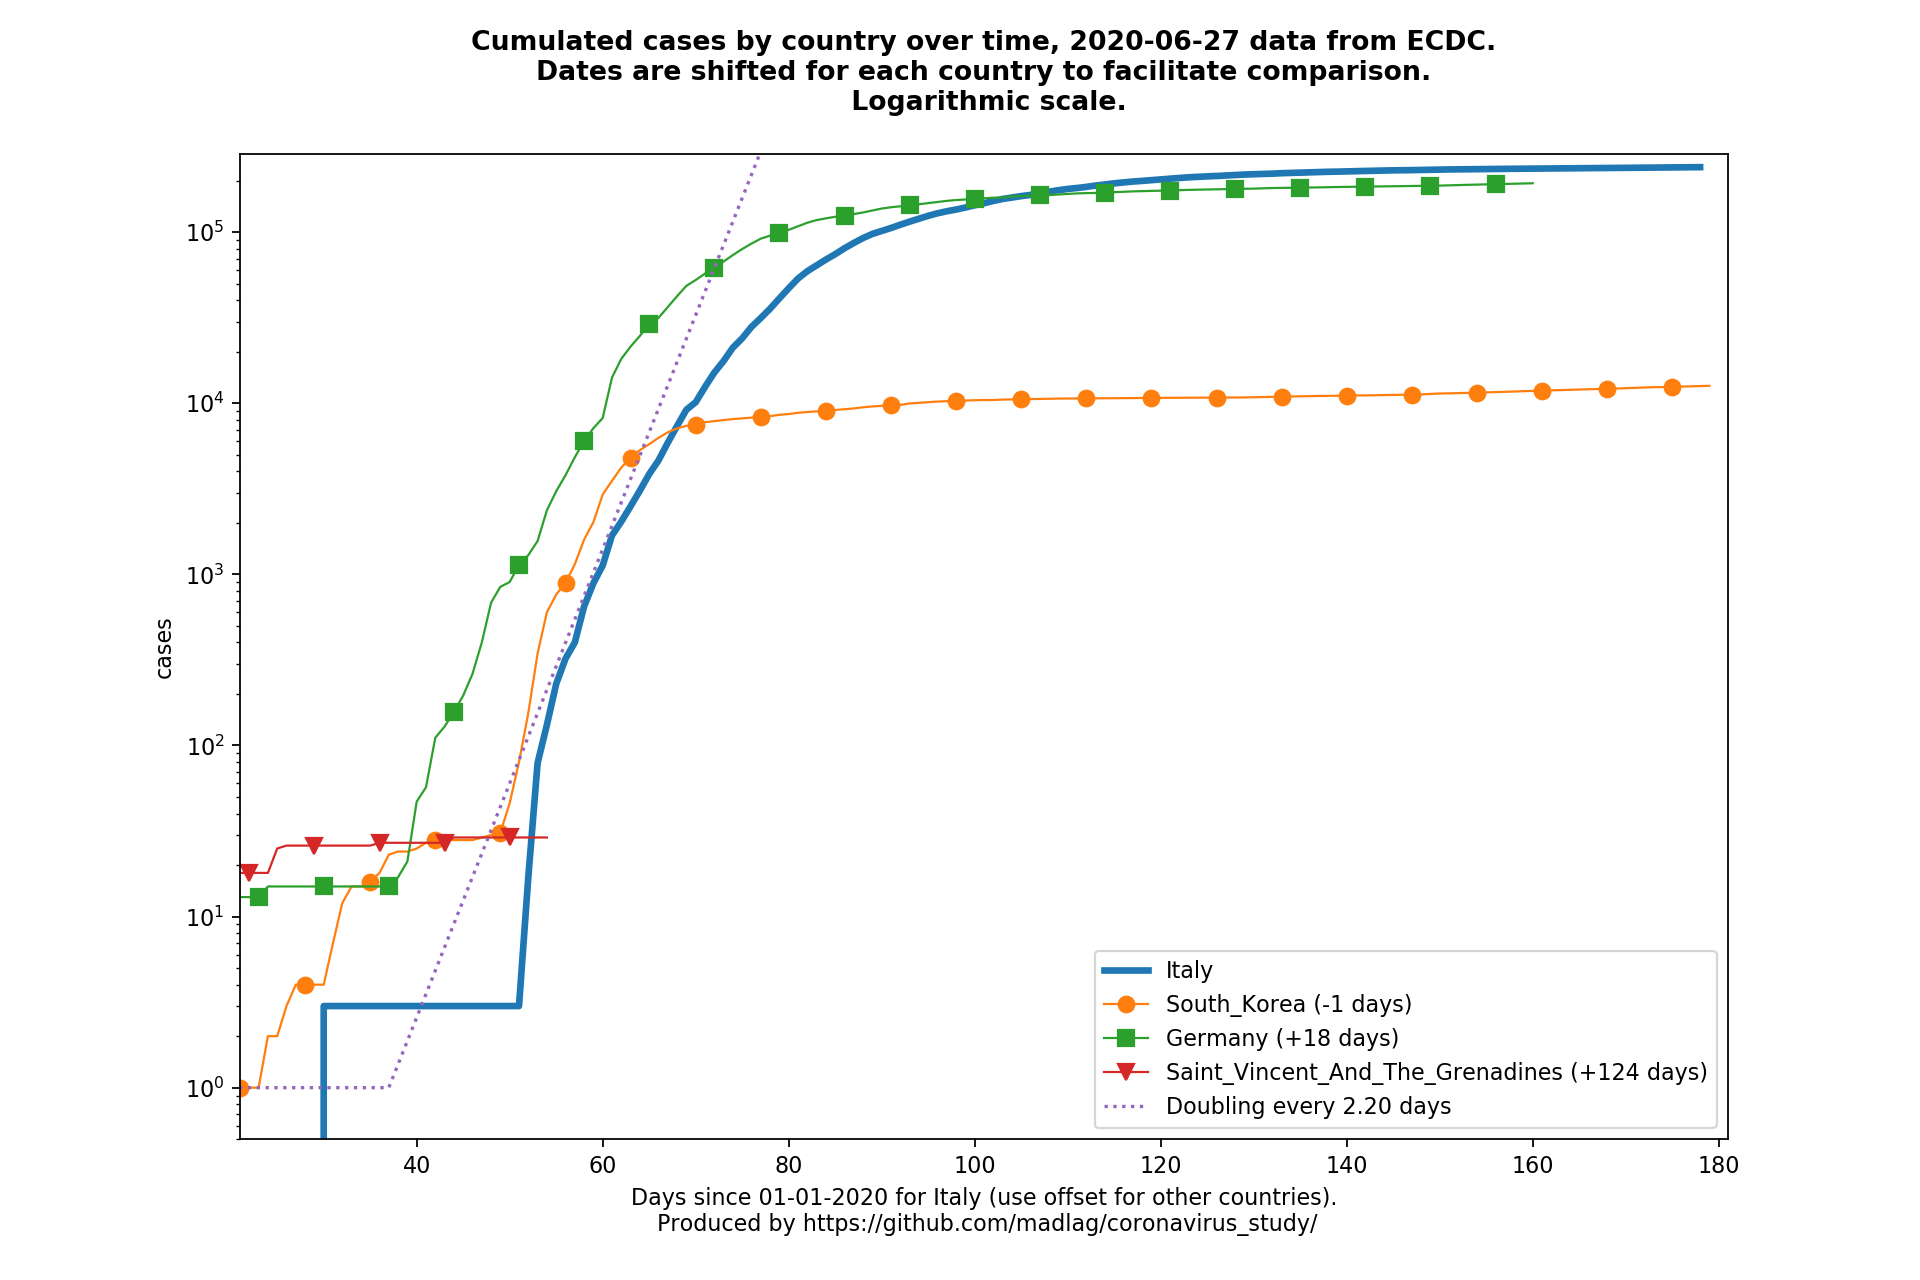 Cumulated cases by country over time, 2020-06-27 data from ECDC.
Dates are shifted for each country to facilitate comparison.
Logarithmic scale.
10^5
10^4
10^3
10^2
10^1
10^0
cases
Italy
South_Korea (-1 days)
Germany (+18 days)
Saint_Vincent_And_The_Grenadines (+124 days)
Doubling every 2.20 days
40 60 80 100 120 140 160 180
Days since 01-01-2020 for Italy (use offset for other countries).
Produced by https://github.com/madlag/coronavirus_study/